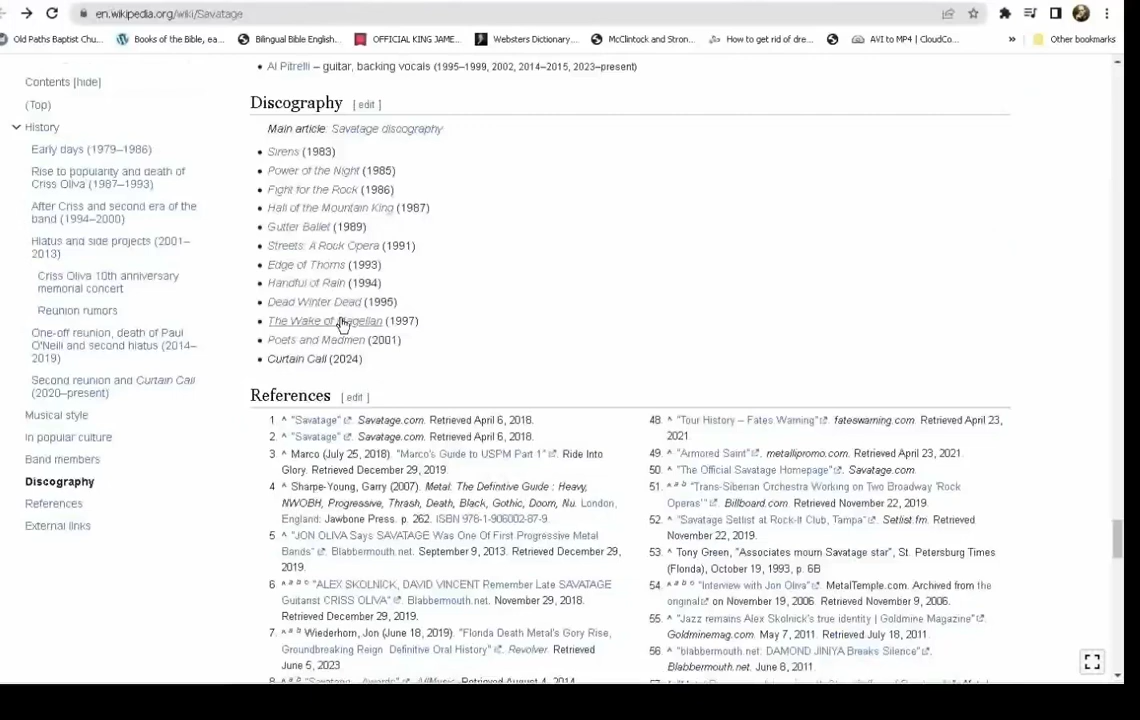 en.wikipedia.org/wiki/Savatage
Old Paths Baptist Chu...
Books of the Bible, ea...
Bilingual Bible English...
OFFICIAL KING JAME...
Websters Dictionary...
McClintock and Stron...
How to get rid of dre...
AVI to MP4 | CloudCo...
»
Other bookmarks
Contents [hide]
(Top)
History
Early days (1979–1986)
Rise to popularity and death of
Criss Oliva (1987–1993)
After Criss and second era of the
band (1994–2000)
Hiatus and side projects (2001–
2013)
Criss Oliva 10th anniversary
memorial concert
Reunion rumors
One-off reunion, death of Paul
O'Neill and second hiatus (2014–
2019)
Second reunion and Curtain Call
(2020–present)
Musical style
In popular culture
Band members
Discography
References
External links
• Al Pitrelli – guitar, backing vocals (1995–1999, 2002, 2014–2015, 2023–present)
Discography [ edit ]
Main article: Savatage discography
• Sirens (1983)
• Power of the Night (1985)
• Fight for the Rock (1986)
• Hall of the Mountain King (1987)
• Gutter Ballet (1989)
• Streets: A Rock Opera (1991)
• Edge of Thorns (1993)
• Handful of Rain (1994)
• Dead Winter Dead (1995)
• The Wake of Magellan (1997)
• Poets and Madmen (2001)
• Curtain Call (2024)
References [ edit ]
1 ^ "Savatage". Savatage.com. Retrieved April 6, 2018.
2 ^ "Savatage". Savatage.com. Retrieved April 6, 2018.
3 ^ Marco (July 25, 2018). "Marco's Guide to USPM Part 1". Ride Into
Glory. Retrieved December 29, 2019
4 ^ Sharpe-Young, Garry (2007). Metal: The Definitive Guide : Heavy,
NWOBH, Progressive, Thrash, Death, Black, Gothic, Doom, Nu. London,
England: Jawbone Press. p. 262. ISBN 978-1-906002-87-9.
5 ^ "JON OLIVA Says SAVATAGE Was One Of First Progressive Metal
Bands". Blabbermouth.net. September 9, 2013. Retrieved December 29,
2019.
6 ^ a b c "ALEX SKOLNICK, DAVID VINCENT Remember Late SAVATAGE
Guitarist CRISS OLIVA". Blabbermouth.net. November 29, 2018.
Retrieved December 29, 2019.
7. ^ a b Wiederhorn, Jon (June 18, 2019). "Florida Death Metal's Gory Rise,
Groundbreaking Reign: Definitive Oral History". Revolver. Retrieved
June 5, 2023
8 ^ "Savatage – Awards". AllMusic. Retrieved August 4, 2014
48. ^ "Tour History – Fates Warning". fateswarning.com. Retrieved April 23,
2021
49. ^ "Armored Saint". metallipromo.com. Retrieved April 23, 2021.
50. ^ "The Official Savatage Homepage". Savatage.com.
51. ^ a b "Trans-Siberian Orchestra Working on Two Broadway 'Rock
Operas'". Billboard.com. Retrieved November 22, 2019.
52. ^ "Savatage Setlist at Rock-It Club, Tampa". Setlist.fm. Retrieved
November 22, 2019.
53 ^ Tony Green, "Associates mourn Savatage star", St. Petersburg Times
(Florida), October 19, 1993, p. 6B
54. ^ a b c "Interview with Jon Oliva". MetalTemple.com. Archived from the
original on November 19, 2006 Retrieved November 9, 2006.
55. ^ "Jazz remains Alex Skolnick's true identity | Goldmine Magazine".
Goldminemag.com. May 7, 2011. Retrieved July 18, 2011.
56 ^ "blabbermouth.net: DAMOND JINIYA Breaks Silence".
Blabbermouth.net. June 8, 2011.